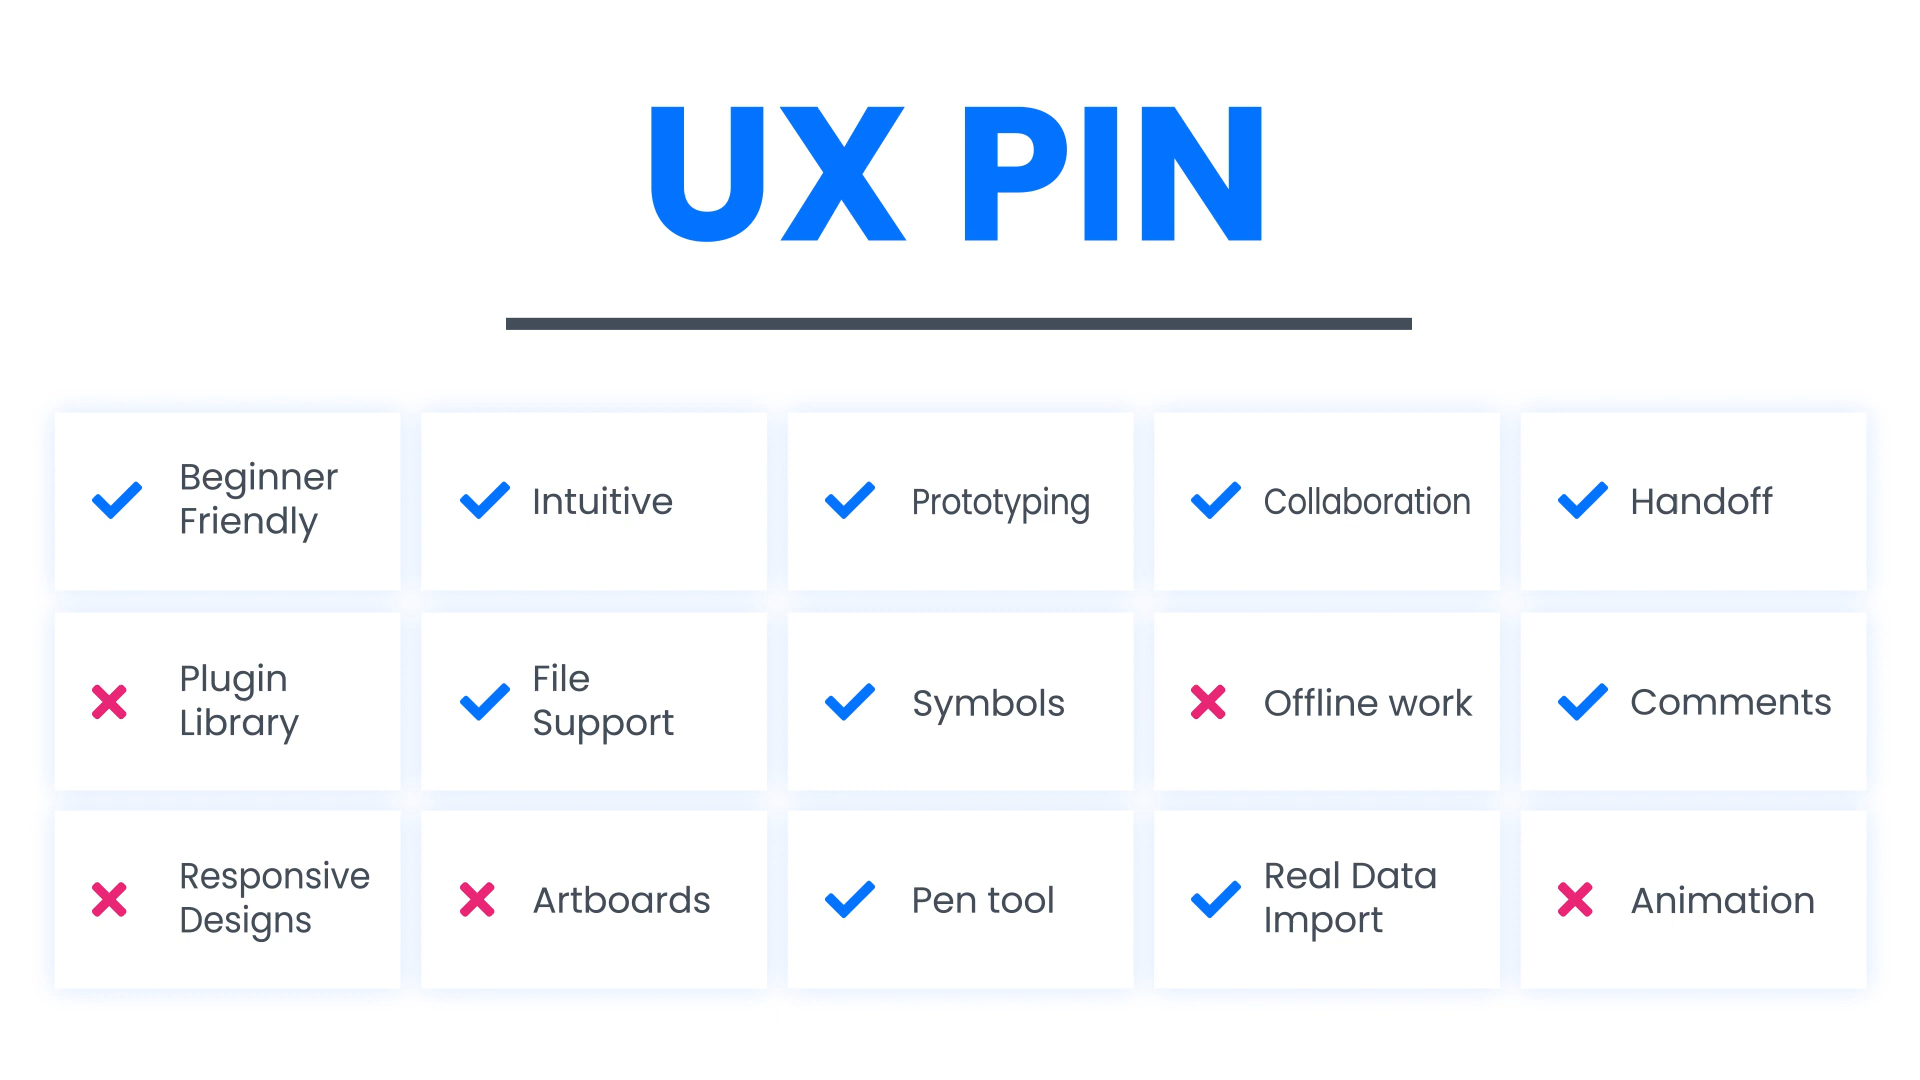 UX PIN
Beginner
Friendly
Intuitive
Prototyping
Collaboration
Handoff
Plugin
Library
File
Support
Symbols
Offline work
Comments
Responsive
Designs
Artboards
Pen tool
Real Data
Import
Animation